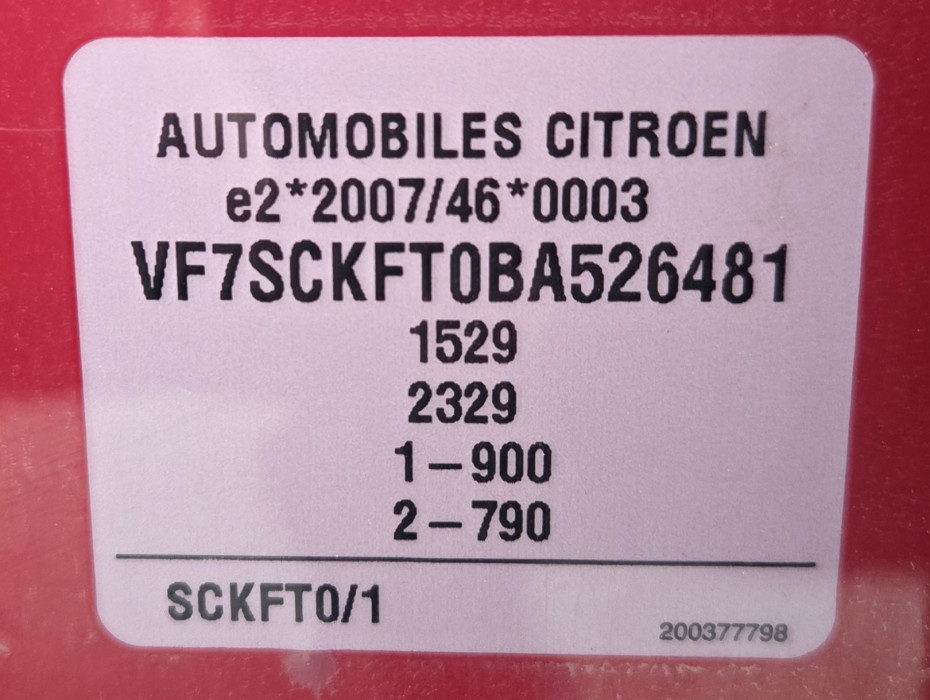 AUTOMOBILES CITROEN
e2*2007/46*0003
VF7SCKFT0BA526481
1529
2329
1–900
2–790
SCKFT0/1
200377798